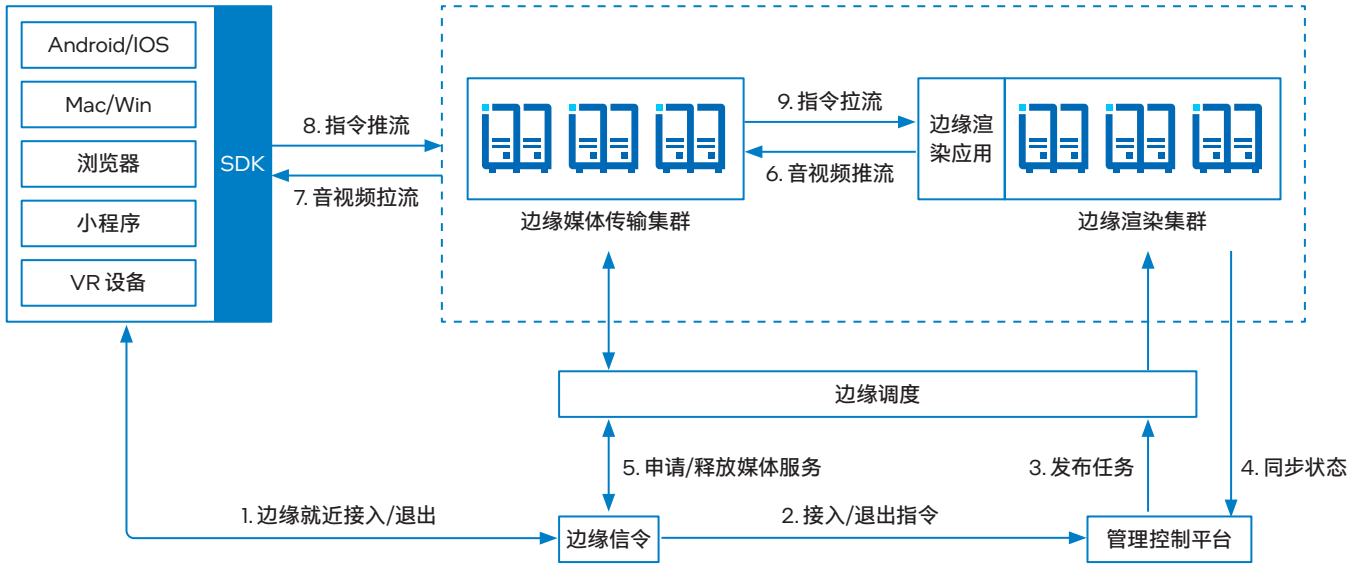 Android/IOS
Mac/Win
浏览器
小程序
VR 设备
SDK
8. 指令推流
7. 音视频拉流
9. 指令拉流
6. 音视频推流
边缘渲
染应用
边缘媒体传输集群
边缘渲染集群
边缘调度
5. 申请/释放媒体服务
3. 发布任务
4. 同步状态
1. 边缘就近接入/退出
2. 接入/退出指令
边缘信令
管理控制平台